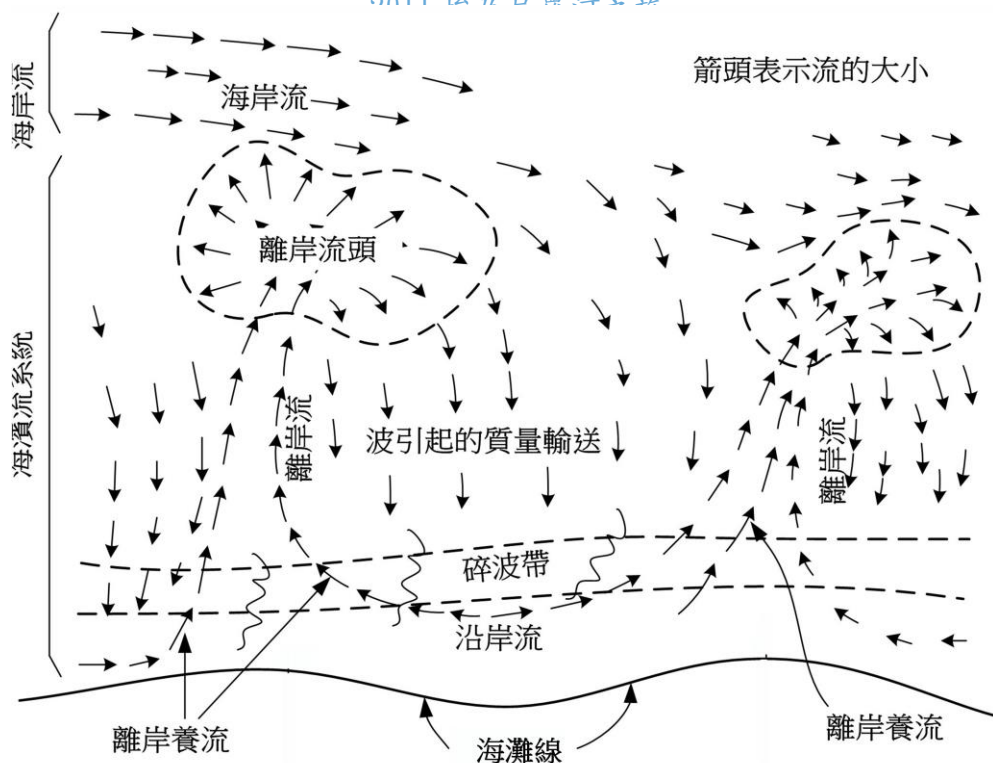 海岸流
箭頭表示流的大小
海岸流
離岸流頭
海濱流系統
離岸流
波引起的質量輸送
離岸流
碎波帶
沿岸流
離岸養流
海灘線
離岸養流